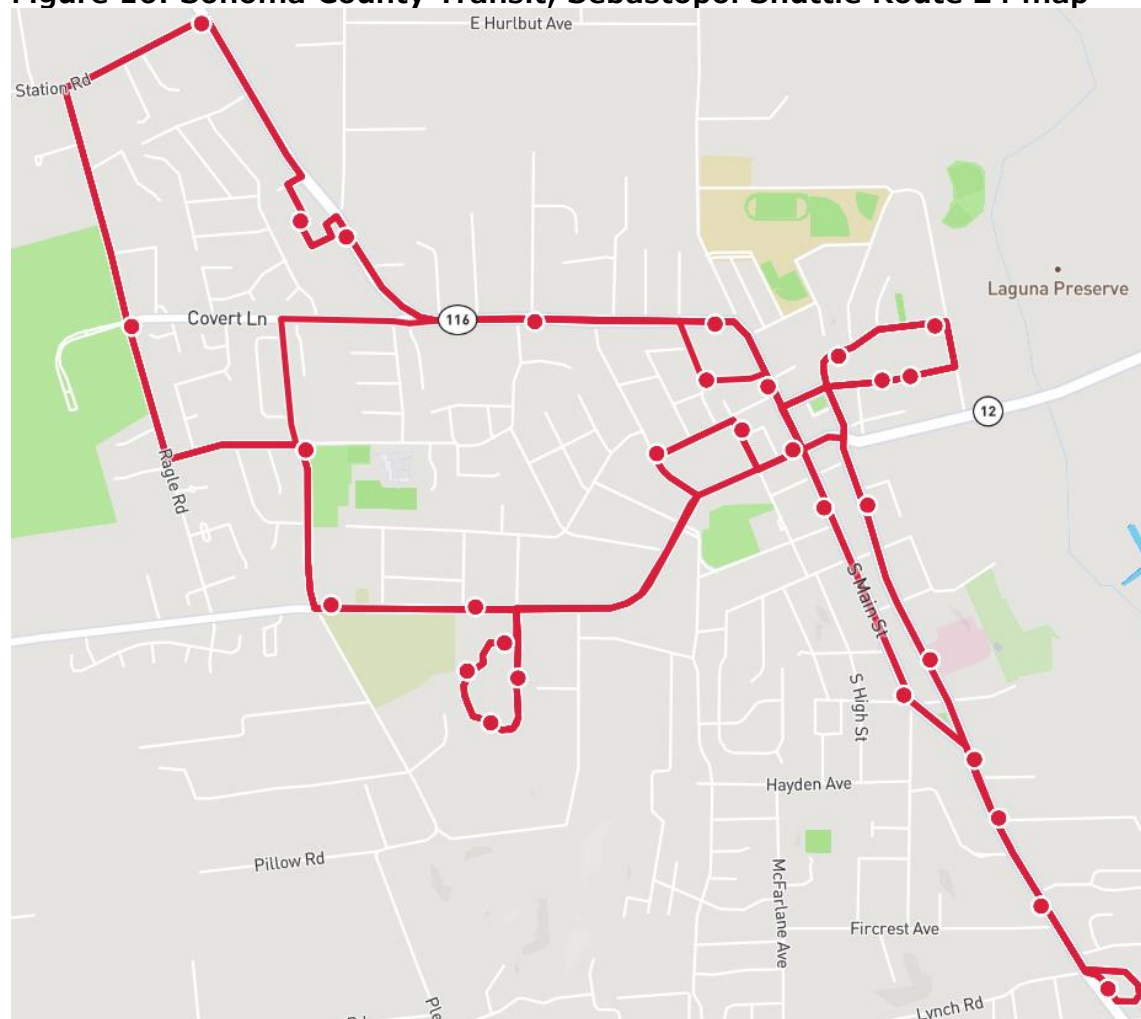 Figure 10: Sonoma County Transit, Sebastopol Shuttle Route 24 map
E Hurlbut Ave
Station Rd
Laguna Preserve
Covert Ln
116
12
Ragle Rd
S Main St
S High St
Hayden Ave
Pillow Rd
McFarlane Ave
Fircrest Ave
Ple
Lynch Rd